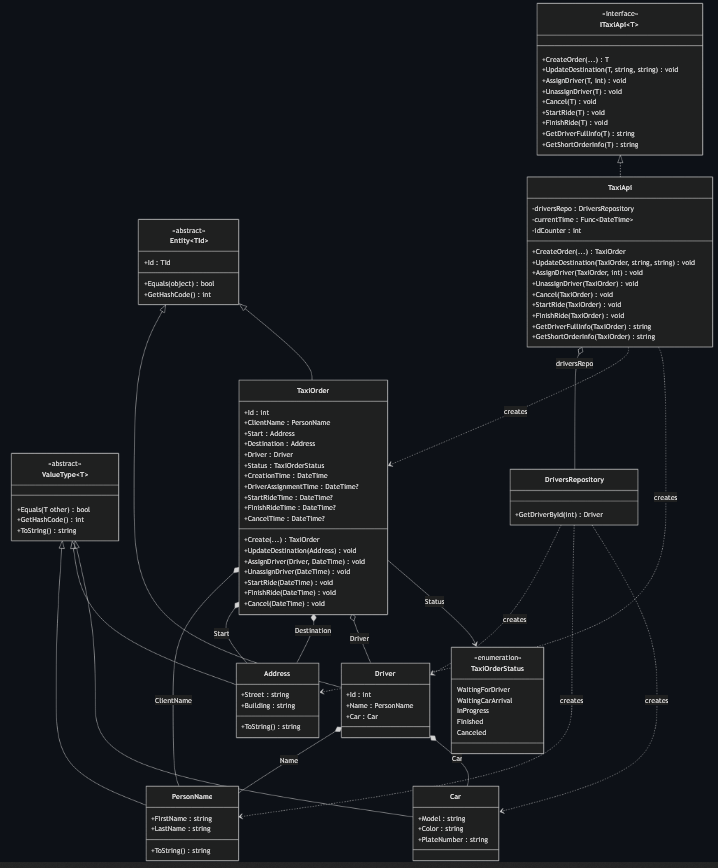 «interface»
ITaxiApi<T>
+CreateOrder(...) : T
+UpdateDestination(T, string, string) : void
+AssignDriver(T, int) : void
+UnassignDriver(T) : void
+Cancel(T) : void
+StartRide(T) : void
+FinishRide(T) : void
+GetDriverFullInfo(T) : string
+GetShortOrderInfo(T) : string
TaxiApi
-driversRepo : DriversRepository
-currentTime : Func<DateTime>
-idCounter : int
+CreateOrder(...) : TaxiOrder
+UpdateDestination(TaxiOrder, string, string) : void
+AssignDriver(TaxiOrder, int) : void
+UnassignDriver(TaxiOrder) : void
+Cancel(TaxiOrder) : void
+StartRide(TaxiOrder) : void
+FinishRide(TaxiOrder) : void
+GetDriverFullInfo(TaxiOrder) : string
+GetShortOrderInfo(TaxiOrder) : string
«abstract»
Entity<TId>
+Id : TId
+Equals(object) : bool
+GetHashCode() : int
driversRepo
TaxiOrder
+Id : int
+ClientName : PersonName
+Start : Address
+Destination : Address
+Driver : Driver
+Status : TaxiOrderStatus
+CreationTime : DateTime
+DriverAssignmentTime : DateTime?
+StartRideTime : DateTime?
+FinishRideTime : DateTime?
+CancelTime : DateTime?
+Create(...) : TaxiOrder
+UpdateDestination(Address) : void
+AssignDriver(Driver, DateTime) : void
+UnassignDriver(DateTime) : void
+StartRide(DateTime) : void
+FinishRide(DateTime) : void
+Cancel(DateTime) : void
creates
«abstract»
ValueType<T>
+Equals(T other) : bool
+GetHashCode() : int
+ToString() : string
DriversRepository
+GetDriverById(int) : Driver
creates
Status
creates
Start
Destination
Driver
Address
+Street : string
+Building : string
+ToString() : string
Driver
+Id : int
+Name : PersonName
+Car : Car
«enumeration»
TaxiOrderStatus
WaitingForDriver
WaitingCarArrival
InProgress
Finished
Canceled
ClientName
creates
creates
Name
Car
PersonName
+FirstName : string
+LastName : string
+ToString() : string
Car
+Model : string
+Color : string
+PlateNumber : string